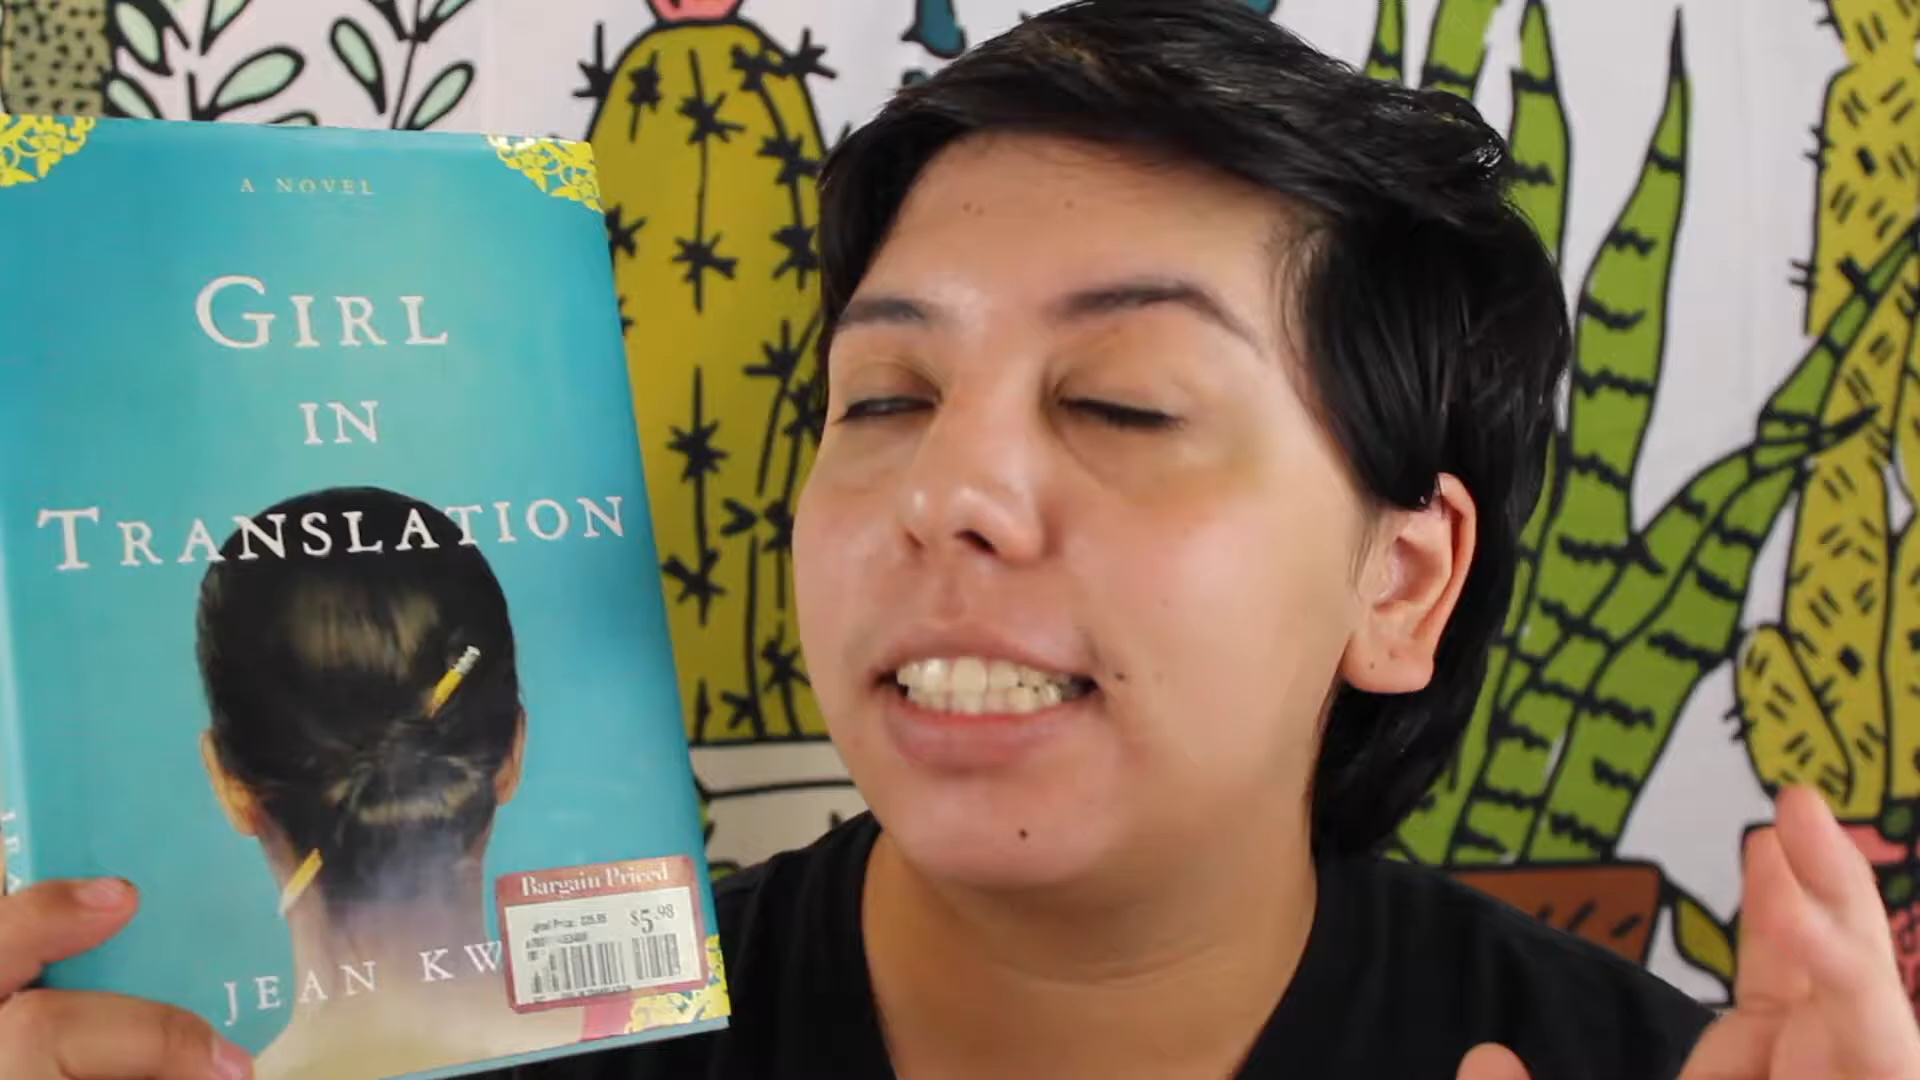 A NOVEL
GIRL
IN
TRANSLATION
JEAN KW
Bargain Priced
$5.98